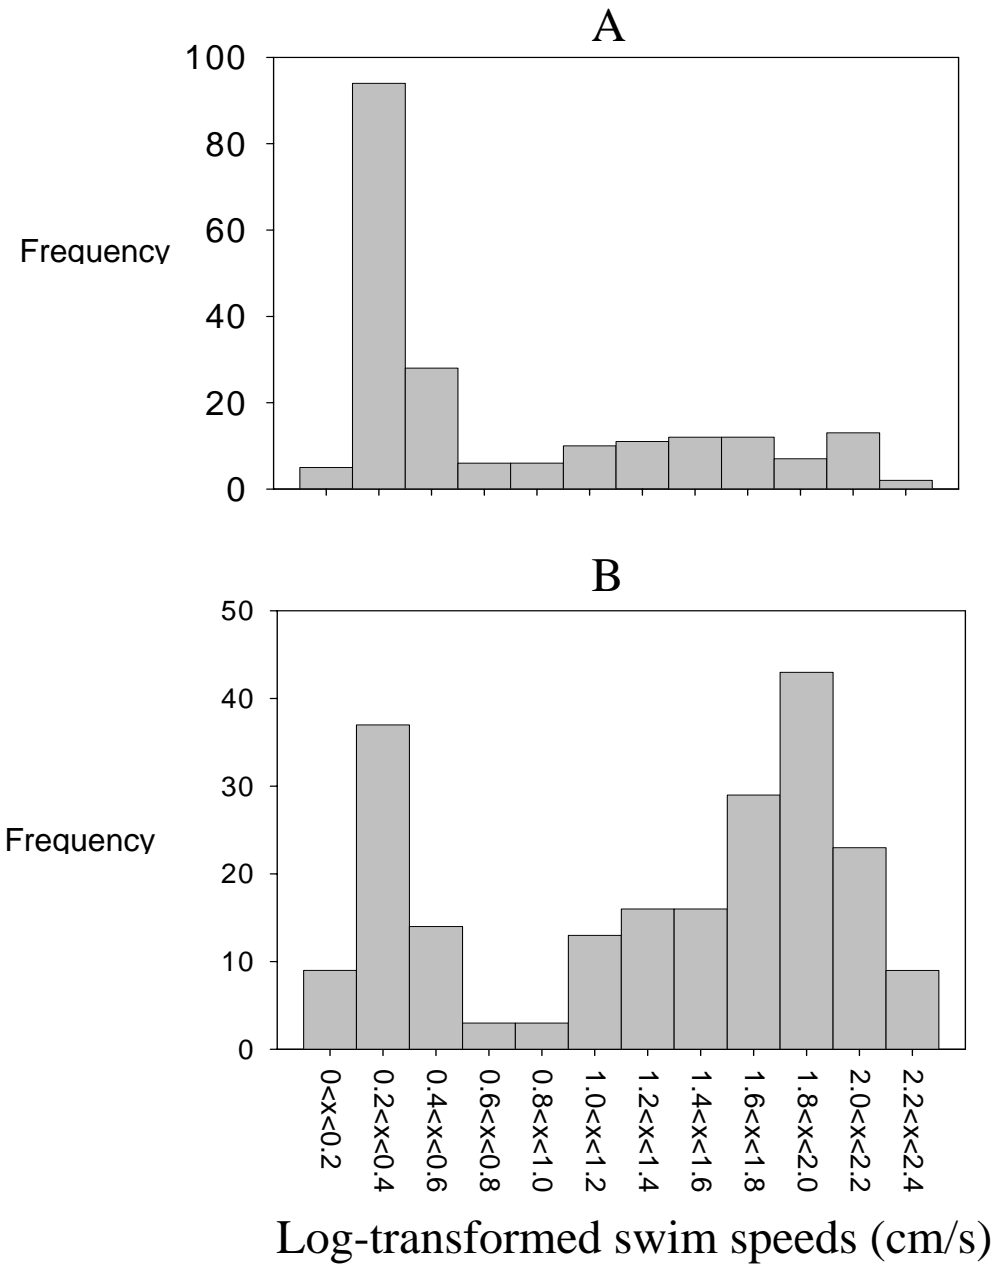 A
100
80
60
40
20
0
Frequency
B
50
40
30
20
10
0
Frequency
0<x<0.2
0.2<x<0.4
0.4<x<0.6
0.6<x<0.8
0.8<x<1.0
1.0<x<1.2
1.2<x<1.4
1.4<x<1.6
1.6<x<1.8
1.8<x<2.0
2.0<x<2.2
2.2<x<2.4
Log-transformed swim speeds (cm/s)